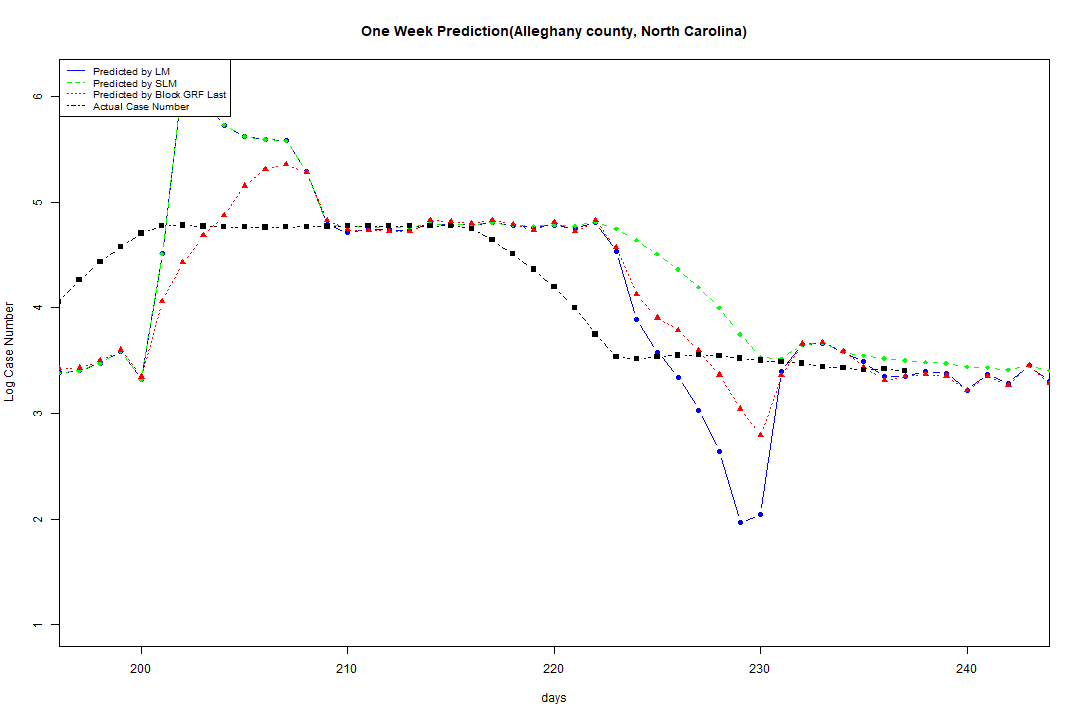 One Week Prediction(Alleghany county, North Carolina)
Predicted by LM
Predicted by SLM
Predicted by Block GRF Last
Actual Case Number
6
5
4
3
2
1
Log Case Number
200 210 220 230 240
days